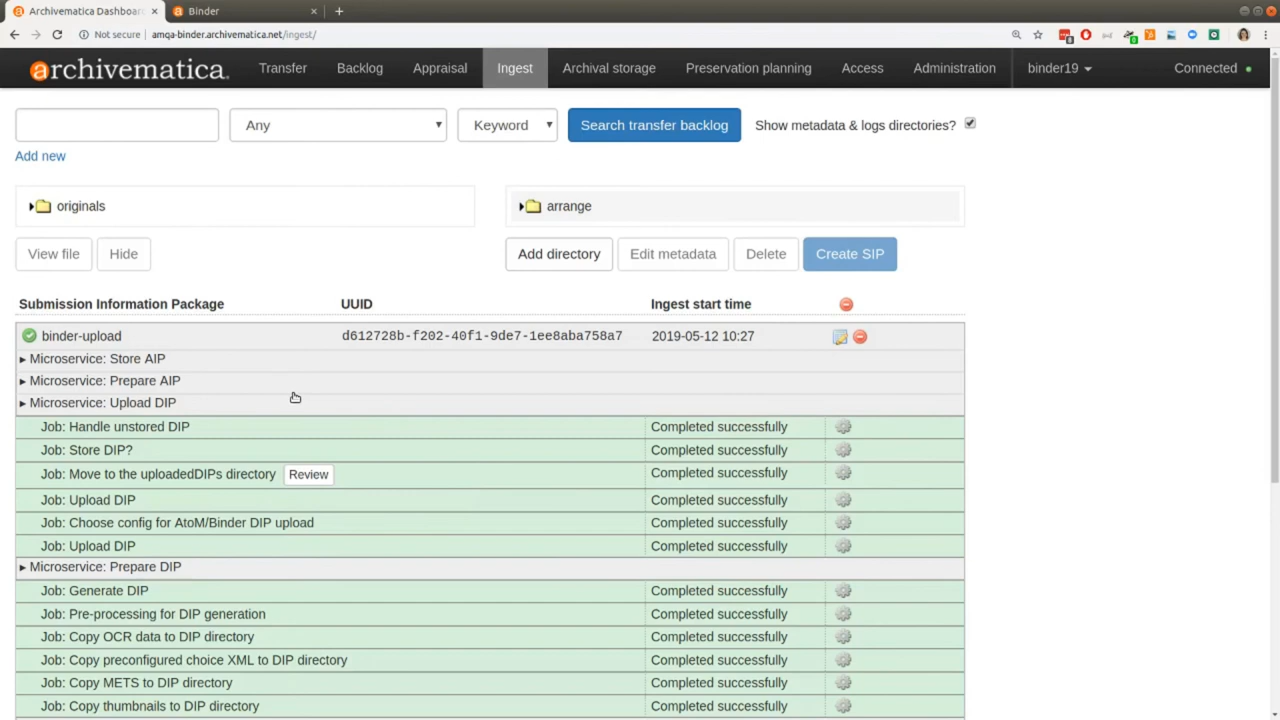 Archivematica Dashboar
Binder
Not secure amqa-binder.archivematica.net/ingest/
archivematica.
Transfer
Backlog
Appraisal
Ingest
Archival storage
Preservation planning
Access
Administration
binder19
Connected
Any
Keyword
Search transfer backlog
Show metadata & logs directories?
Add new
originals
arrange
View file
Hide
Add directory
Edit metadata
Delete
Create SIP
Submission Information Package UUID Ingest start time
binder-upload d612728b-f202-40f1-9de7-1ee8aba758a7 2019-05-12 10:27
Microservice: Store AIP
Microservice: Prepare AIP
Microservice: Upload DIP
Job: Handle unstored DIP Completed successfully
Job: Store DIP? Completed successfully
Job: Move to the uploadedDIPs directory Review Completed successfully
Job: Upload DIP Completed successfully
Job: Choose config for AtoM/Binder DIP upload Completed successfully
Job: Upload DIP Completed successfully
Microservice: Prepare DIP
Job: Generate DIP Completed successfully
Job: Pre-processing for DIP generation Completed successfully
Job: Copy OCR data to DIP directory Completed successfully
Job: Copy preconfigured choice XML to DIP directory Completed successfully
Job: Copy METS to DIP directory Completed successfully
Job: Copy thumbnails to DIP directory Completed successfully